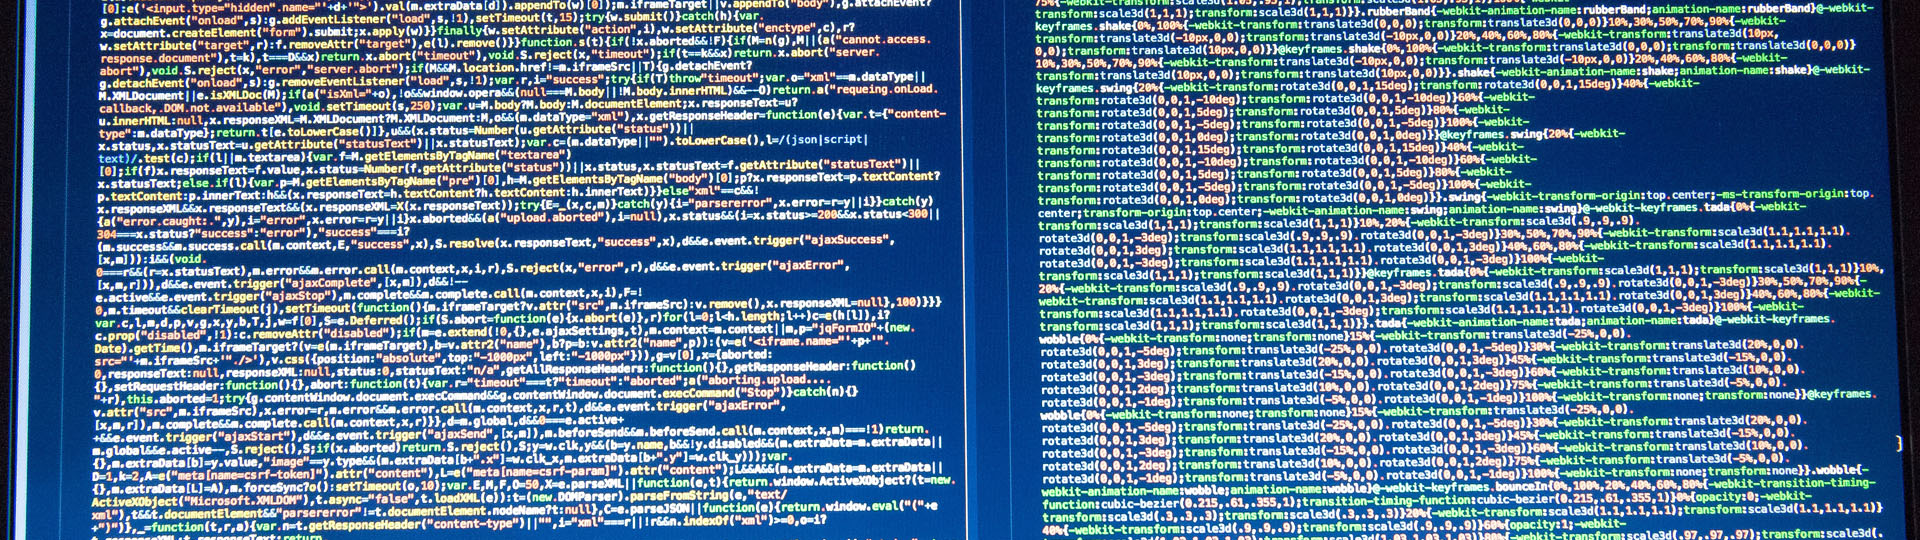 [0]:e('<input.type="hidden".name="'+d+'">').val(m.extraData[d]).appendTo(w)[0]);m.iframeTarget||v.appendTo("body"),g.attachEvent?
g.attachEvent("onload",s):g.addEventListener("load",s,!1),setTimeout(t,15);try{w.submit()}catch(h){var.
x=document.createElement("form").submit;x.apply(w)}}finally{w.setAttribute("action",i),w.setAttribute("enctype",c),r?
w.setAttribute("target",r):f.removeAttr("target"),e(l).remove()}}function.s(t){if(!x.aborted&&!F){if(M=n(g),M||(a("cannot.access.
response.document"),t=k),t===D&&x)return.x.abort("timeout"),void.S.reject(x,"timeout");if(t==k&&x)return.x.abort("server.
abort"),void.S.reject(x,"error","server.abort");if(M&&M.location.href!=m.iframeSrc||T){g.detachEvent?
g.detachEvent("onload",s):g.removeEventListener("load",s,!1);var.r,i="success";try{if(T)throw"timeout";var.o="xml"==m.dataType||
M.XMLDocument||e.isXMLDoc(M);if(a("isXml="+o),!o&&window.opera&&(null===M.body||!M.body.innerHTML)&&--O)return.a("requeing.onLoad.
callback,.DOM.not.available"),void.setTimeout(s,250);var.u=M.body?M.body:M.documentElement;x.responseText=u?
u.innerHTML:null,x.responseXML=M.XMLDocument?M.XMLDocument:M,o&&(m.dataType="xml"),x.getResponseHeader=function(e){var.t={"content-
type":m.dataType};return.t[e.toLowerCase()]},u&&(x.status=Number(u.getAttribute("status"))||
x.status,x.statusText=u.getAttribute("statusText")||x.statusText);var.c=(m.dataType||"").toLowerCase(),l=/(json|script|
text)/.test(c);if(l||m.textarea){var.f=M.getElementsByTagName("textarea")
[0];if(f)x.responseText=f.value,x.status=Number(f.getAttribute("status"))||x.status,x.statusText=f.getAttribute("statusText")||
x.statusText;else.if(l){var.p=M.getElementsByTagName("pre")[0],h=M.getElementsByTagName("body")[0];p?x.responseText=p.textContent?
p.textContent:p.innerText:h&&(x.responseText=h.textContent?h.textContent:h.innerText)}}else"xml"==c&&!
x.responseXML&&x.responseText&&(x.responseXML=X(x.responseText));try{E=_(x,c,m)}catch(y){i="parsererror",x.error=r=y||i}}catch(y)
{a("error.caught:.",y),i="error",x.error=r=y||i}x.aborted&&(a("upload.aborted"),i=null),x.status&&(i=x.status>=200&&x.status<300||
304===x.status?"success":"error"),"success"===i?
(m.success&&m.success.call(m.context,E,"success",x),S.resolve(x.responseText,"success",x),d&&e.event.trigger("ajaxSuccess",
[x,m])):i&&(void.
0===r&&(r=x.statusText),m.error&&m.error.call(m.context,x,i,r),S.reject(x,"error",r),d&&e.event.trigger("ajaxError",
[x,m,r])),d&&e.event.trigger("ajaxComplete",[x,m]),d&&!--
e.active&&e.event.trigger("ajaxStop"),m.complete&&m.complete.call(m.context,x,i),F=!
0,m.timeout&&clearTimeout(j),setTimeout(function(){m.iframeTarget?v.attr("src",m.iframeSrc):v.remove(),x.responseXML=null},100)}}}
var.c,l,m,d,p,v,g,x,y,b,T,j,w=f[0],S=e.Deferred();if(S.abort=function(e){x.abort(e)},r)for(l=0;l<h.length;l++)c=e(h[l]),i?
c.prop("disabled",!1):c.removeAttr("disabled");if(m=e.extend(!0,{},e.ajaxSettings,t),m.context=m.context||m,p="jqFormIO"+(new.
Date).getTime(),m.iframeTarget?(v=e(m.iframeTarget),b=v.attr2("name"),b?p=b:v.attr2("name",p)):(v=e('<iframe.name="'+p+'".
src="'+m.iframeSrc+'"./>'),v.css({position:"absolute",top:"-1000px",left:"-1000px"})),g=v[0],x={aborted:
0,responseText:null,responseXML:null,status:0,statusText:"n/a",getAllResponseHeaders:function(){},getResponseHeader:function()
{},setRequestHeader:function(){},abort:function(t){var.r="timeout"===t?"timeout":"aborted";a("aborting.upload....
"+r),this.aborted=1;try{g.contentWindow.document.execCommand&&g.contentWindow.document.execCommand("Stop")}catch(n){}
v.attr("src",m.iframeSrc),x.error=r,m.error&&m.error.call(m.context,x,r,t),d&&e.event.trigger("ajaxError",
[x,m,r]),m.complete&&m.complete.call(m.context,x,r)}},d=m.global,d&&0===e.active+
+&&e.event.trigger("ajaxStart"),d&&e.event.trigger("ajaxSend",[x,m]),m.beforeSend&&m.beforeSend.call(m.context,x,m)===!1)return.
m.global&&e.active--,S.reject(),S;if(x.aborted)return.S.reject(),S;y=w.clk,y&&(b=y.name,b&&!y.disabled&&(m.extraData=m.extraData||
{},m.extraData[b]=y.value,"image"==y.type&&(m.extraData[b+".x"]=w.clk_x,m.extraData[b+".y"]=w.clk_y)));var.
D=1,k=2,A=e("meta[name=csrf-token]").attr("content"),L=e("meta[name=csrf-param]").attr("content");L&&A&&(m.extraData=m.extraData||
{},m.extraData[L]=A),m.forceSync?o():setTimeout(o,10);var.E,M,F,O=50,X=e.parseXML||function(e,t){return.window.ActiveXObject?(t=new.
ActiveXObject("Microsoft.XMLDOM"),t.async="false",t.loadXML(e)):t=(new.DOMParser).parseFromString(e,"text/
xml"),t&&t.documentElement&&"parsererror"!=t.documentElement.nodeName?t:null},C=e.parseJSON||function(e){return.window.eval("("+e
+")")},_=function(t,r,a){var.n=t.getResponseHeader("content-type")||"",i="xml"===r||!r&&n.indexOf("xml")>=0,o=i?
transform:scale3d(1,1,1);transform:scale3d(1,1,1)}}.rubberBand{-webkit-animation-name:rubberBand;animation-name:rubberBand}@-webkit-
keyframes.shake{0%,100%{-webkit-transform:translate3d(0,0,0);transform:translate3d(0,0,0)}10%,30%,50%,70%,90%{-webkit-
transform:translate3d(-10px,0,0);transform:translate3d(-10px,0,0)}20%,40%,60%,80%{-webkit-transform:translate3d(10px,
0,0);transform:translate3d(10px,0,0)}}@keyframes.shake{0%,100%{-webkit-transform:translate3d(0,0,0);transform:translate3d(0,0,0)}
10%,30%,50%,70%,90%{-webkit-transform:translate3d(-10px,0,0);transform:translate3d(-10px,0,0)}20%,40%,60%,80%{-webkit-
transform:translate3d(10px,0,0);transform:translate3d(10px,0,0)}}.shake{-webkit-animation-name:shake;animation-name:shake}@-webkit-
keyframes.swing{20%{-webkit-transform:rotate3d(0,0,1,15deg);transform:rotate3d(0,0,1,15deg)}40%{-webkit-
transform:rotate3d(0,0,1,-10deg);transform:rotate3d(0,0,1,-10deg)}60%{-webkit-
transform:rotate3d(0,0,1,5deg);transform:rotate3d(0,0,1,5deg)}80%{-webkit-
transform:rotate3d(0,0,1,-5deg);transform:rotate3d(0,0,1,-5deg)}100%{-webkit-
transform:rotate3d(0,0,1,0deg);transform:rotate3d(0,0,1,0deg)}}@keyframes.swing{20%{-webkit-
transform:rotate3d(0,0,1,15deg);transform:rotate3d(0,0,1,15deg)}40%{-webkit-
transform:rotate3d(0,0,1,-10deg);transform:rotate3d(0,0,1,-10deg)}60%{-webkit-
transform:rotate3d(0,0,1,5deg);transform:rotate3d(0,0,1,5deg)}80%{-webkit-
transform:rotate3d(0,0,1,-5deg);transform:rotate3d(0,0,1,-5deg)}100%{-webkit-
transform:rotate3d(0,0,1,0deg);transform:rotate3d(0,0,1,0deg)}}.swing{-webkit-transform-origin:top.center;-ms-transform-origin:top.
center;transform-origin:top.center;-webkit-animation-name:swing;animation-name:swing}@-webkit-keyframes.tada{0%{-webkit-
transform:scale3d(1,1,1);transform:scale3d(1,1,1)}10%,20%{-webkit-transform:scale3d(.9,.9,.9).
rotate3d(0,0,1,-3deg);transform:scale3d(.9,.9,.9).rotate3d(0,0,1,-3deg)}30%,50%,70%,90%{-webkit-transform:scale3d(1.1,1.1,1.1).
rotate3d(0,0,1,3deg);transform:scale3d(1.1,1.1,1.1).rotate3d(0,0,1,3deg)}40%,60%,80%{-webkit-transform:scale3d(1.1,1.1,1.1).
rotate3d(0,0,1,-3deg);transform:scale3d(1.1,1.1,1.1).rotate3d(0,0,1,-3deg)}100%{-webkit-
transform:scale3d(1,1,1);transform:scale3d(1,1,1)}}@keyframes.tada{0%{-webkit-transform:scale3d(1,1,1);transform:scale3d(1,1,1)}10%,
20%{-webkit-transform:scale3d(.9,.9,.9).rotate3d(0,0,1,-3deg);transform:scale3d(.9,.9,.9).rotate3d(0,0,1,-3deg)}30%,50%,70%,90%{-
webkit-transform:scale3d(1.1,1.1,1.1).rotate3d(0,0,1,3deg);transform:scale3d(1.1,1.1,1.1).rotate3d(0,0,1,3deg)}40%,60%,80%{-
webkit-transform:scale3d(1.1,1.1,1.1).rotate3d(0,0,1,-3deg);transform:scale3d(1.1,1.1,1.1).rotate3d(0,0,1,-3deg)}100%{-webkit-
transform:scale3d(1,1,1);transform:scale3d(1,1,1)}}.tada{-webkit-animation-name:tada;animation-name:tada}@-webkit-keyframes.
wobble{0%{-webkit-transform:none;transform:none}15%{-webkit-transform:translate3d(-25%,0,0).
rotate3d(0,0,1,-5deg);transform:translate3d(-25%,0,0).rotate3d(0,0,1,-5deg)}30%{-webkit-transform:translate3d(20%,0,0).
rotate3d(0,0,1,3deg);transform:translate3d(20%,0,0).rotate3d(0,0,1,3deg)}45%{-webkit-transform:translate3d(-15%,0,0).
rotate3d(0,0,1,-3deg);transform:translate3d(-15%,0,0).rotate3d(0,0,1,-3deg)}60%{-webkit-transform:translate3d(10%,0,0).
rotate3d(0,0,1,2deg);transform:translate3d(10%,0,0).rotate3d(0,0,1,2deg)}75%{-webkit-transform:translate3d(-5%,0,0).
rotate3d(0,0,1,-1deg);transform:translate3d(-5%,0,0).rotate3d(0,0,1,-1deg)}100%{-webkit-transform:none;transform:none}}@keyframes.
wobble{0%{-webkit-transform:none;transform:none}15%{-webkit-transform:translate3d(-25%,0,0).
rotate3d(0,0,1,-5deg);transform:translate3d(-25%,0,0).rotate3d(0,0,1,-5deg)}30%{-webkit-transform:translate3d(20%,0,0).
rotate3d(0,0,1,3deg);transform:translate3d(20%,0,0).rotate3d(0,0,1,3deg)}45%{-webkit-transform:translate3d(-15%,0,0).
rotate3d(0,0,1,-3deg);transform:translate3d(-15%,0,0).rotate3d(0,0,1,-3deg)}60%{-webkit-transform:translate3d(10%,0,0).
rotate3d(0,0,1,2deg);transform:translate3d(10%,0,0).rotate3d(0,0,1,2deg)}75%{-webkit-transform:translate3d(-5%,0,0).
rotate3d(0,0,1,-1deg);transform:translate3d(-5%,0,0).rotate3d(0,0,1,-1deg)}100%{-webkit-transform:none;transform:none}}.wobble{-
webkit-animation-name:wobble;animation-name:wobble}@-webkit-keyframes.bounceIn{0%,100%,20%,40%,60%,80%{-webkit-transition-timing-
function:cubic-bezier(0.215,.61,.355,1);transition-timing-function:cubic-bezier(0.215,.61,.355,1)}0%{opacity:0;-webkit-
transform:scale3d(.3,.3,.3);transform:scale3d(.3,.3,.3)}20%{-webkit-transform:scale3d(1.1,1.1,1.1);transform:scale3d(1.1,1.1,1.1)}
40%{-webkit-transform:scale3d(.9,.9,.9);transform:scale3d(.9,.9,.9)}60%{opacity:1;-webkit-
}